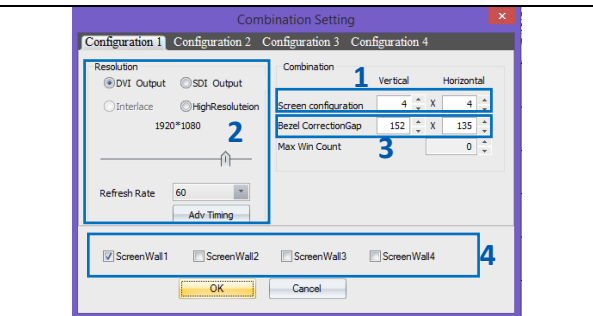 Combination Setting
Configuration 1 Configuration 2 Configuration 3 Configuration 4
Resolution
DVI Output SDI Output
Interlace HighResoluteion
1920*1080
2
Refresh Rate 60
Adv Timing
Combination
1
Vertical Horizontal
Screen configuration 4 X 4
Bezel CorrectionGap 152 X 135
3
Max Win Count 0
ScreenWall1 ScreenWall2 ScreenWall3 ScreenWall4
4
OK Cancel